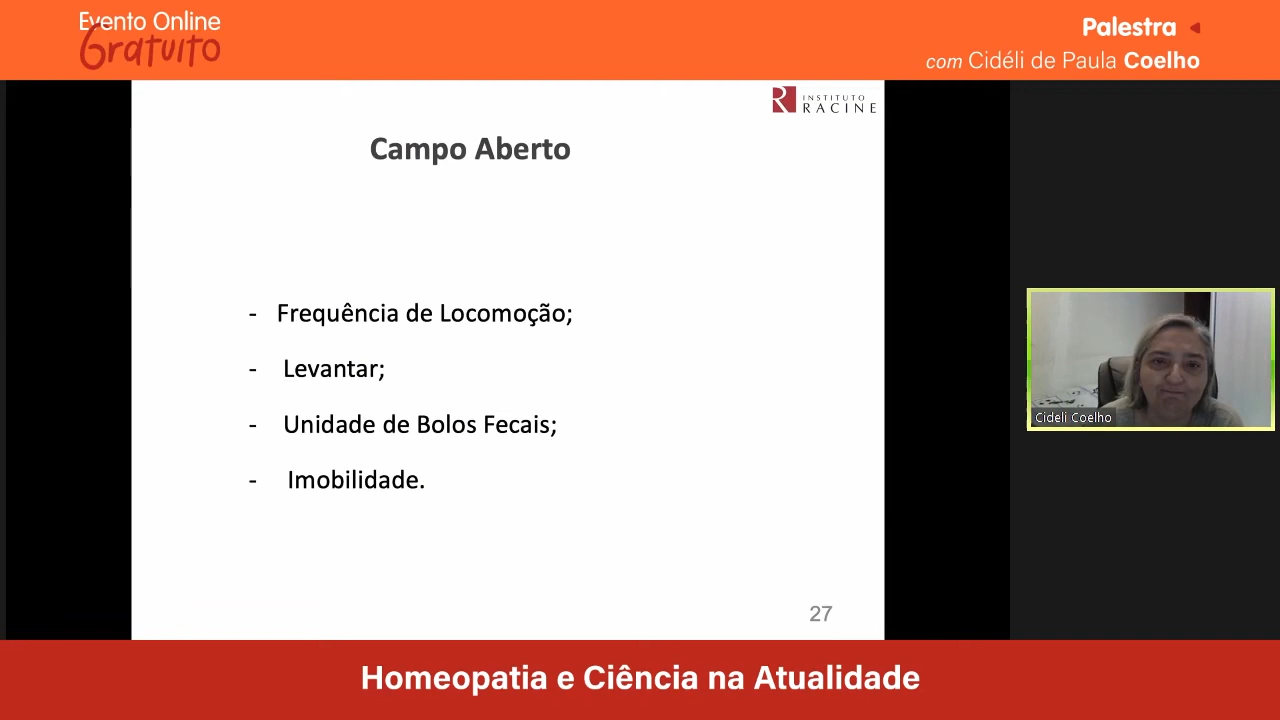 Evento Online
Gratuito
Palestra
com Cidéli de Paula Coelho
INSTITUTO
RACINE
Campo Aberto
- Frequência de Locomoção;
- Levantar;
- Unidade de Bolos Fecais;
- Imobilidade.
Cideli Coelho
27
Homeopatia e Ciência na Atualidade